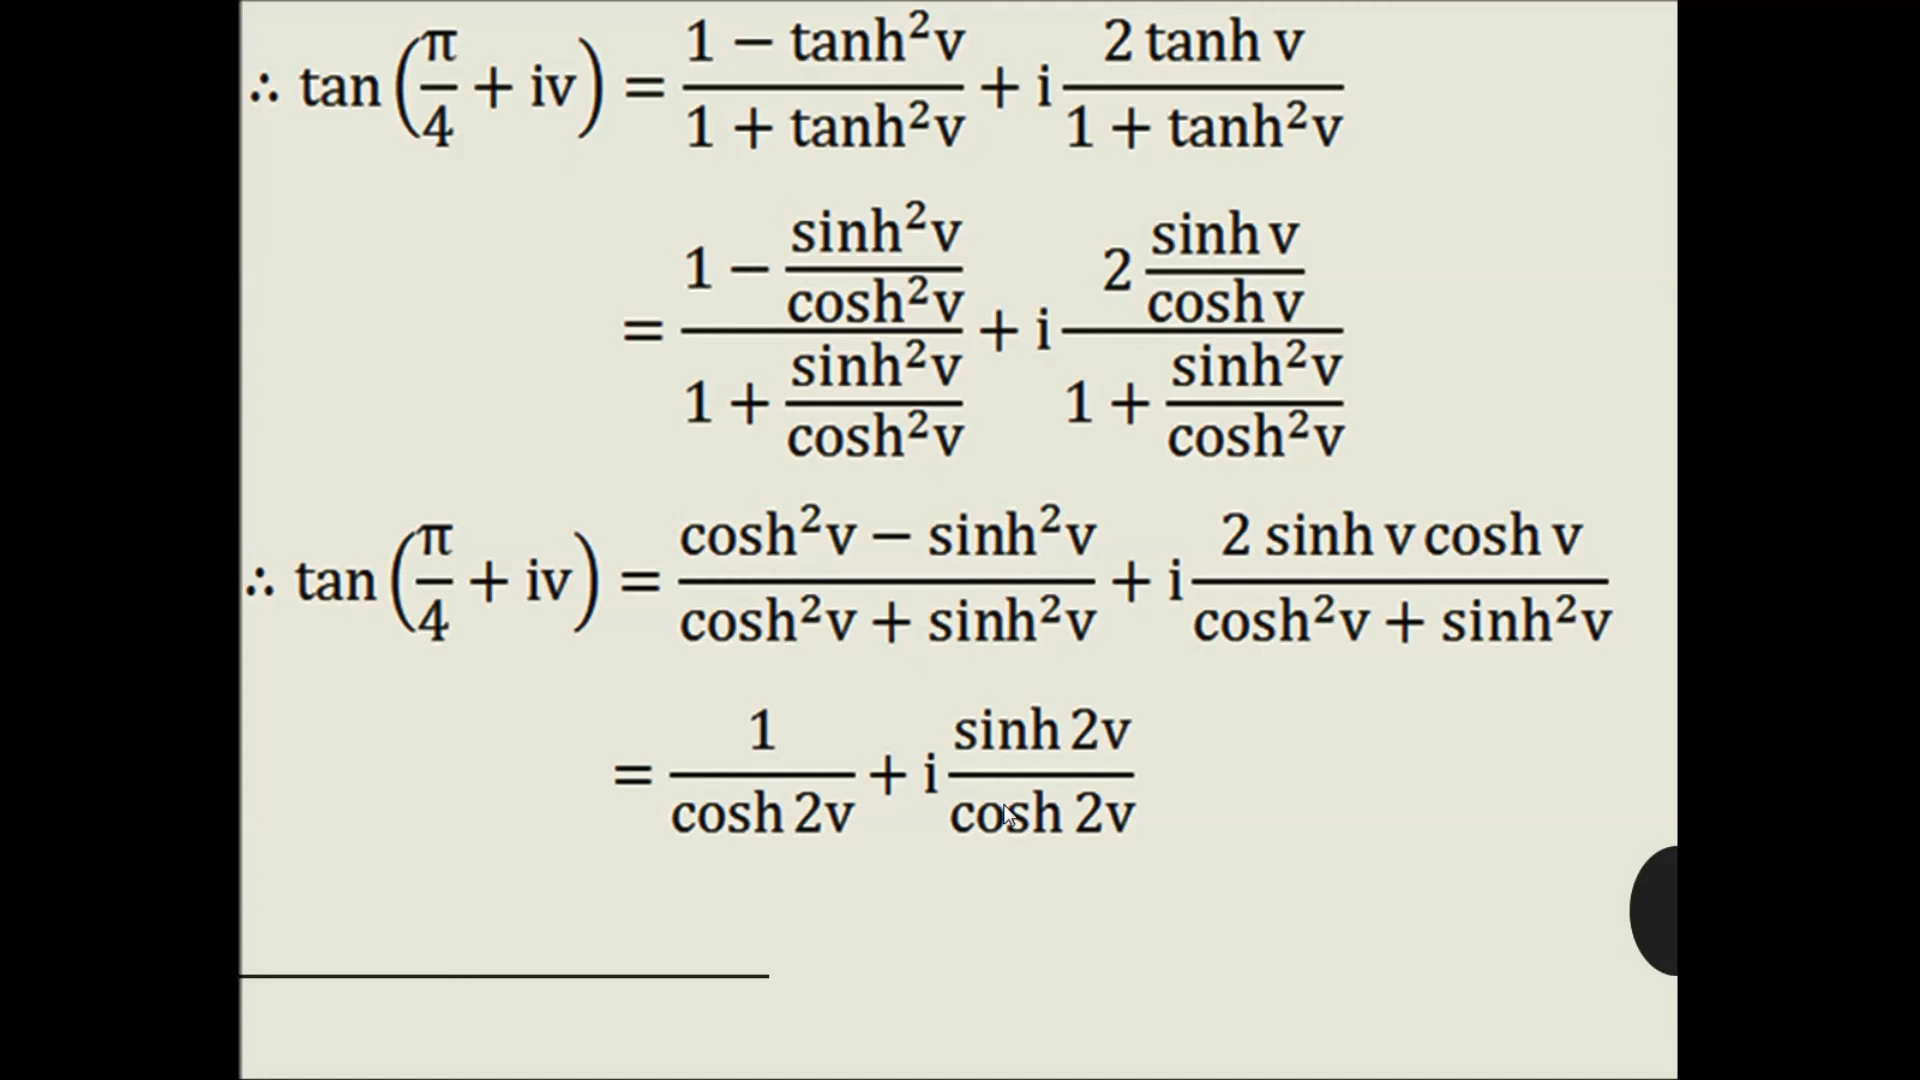 ∴ tan(π/4 + iv) = (1 − tanh²v)/(1 + tanh²v) + i (2 tanh v)/(1 + tanh²v)
= (1 − sinh²v/cosh²v)/(1 + sinh²v/cosh²v) + i (2 sinh v/cosh v)/(1 + sinh²v/cosh²v)
∴ tan(π/4 + iv) = (cosh²v − sinh²v)/(cosh²v + sinh²v) + i (2 sinh v cosh v)/(cosh²v + sinh²v)
= 1/(cosh 2v) + i (sinh 2v)/(cosh 2v)